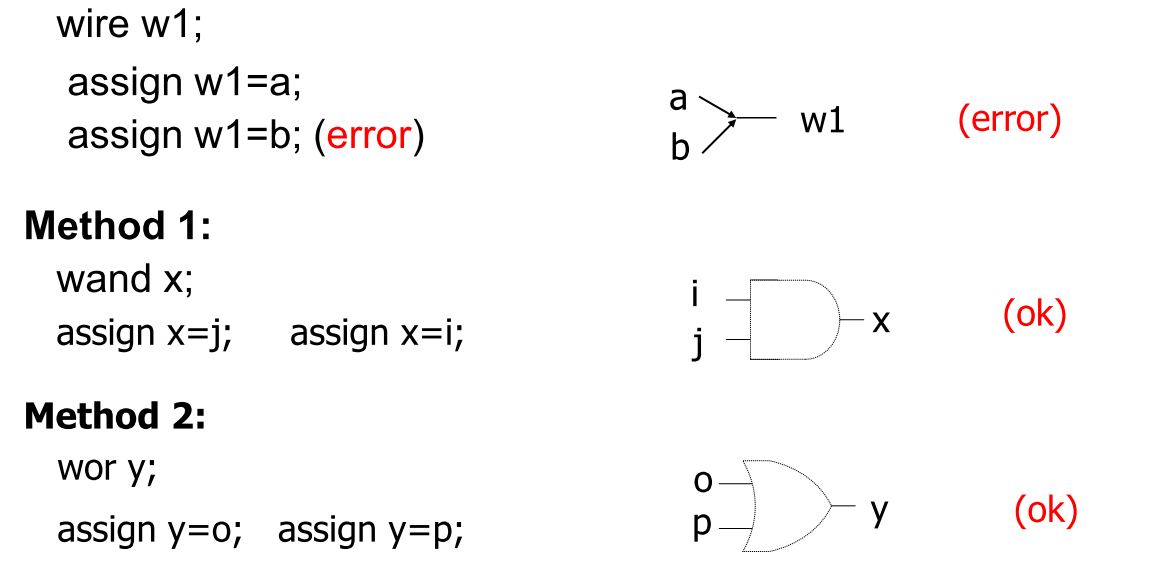 wire w1;
assign w1=a;
assign w1=b; (error)
a
b
w1
(error)
Method 1:
wand x;
assign x=j; assign x=i;
i
j
x
(ok)
Method 2:
wor y;
assign y=o; assign y=p;
o
p
y
(ok)